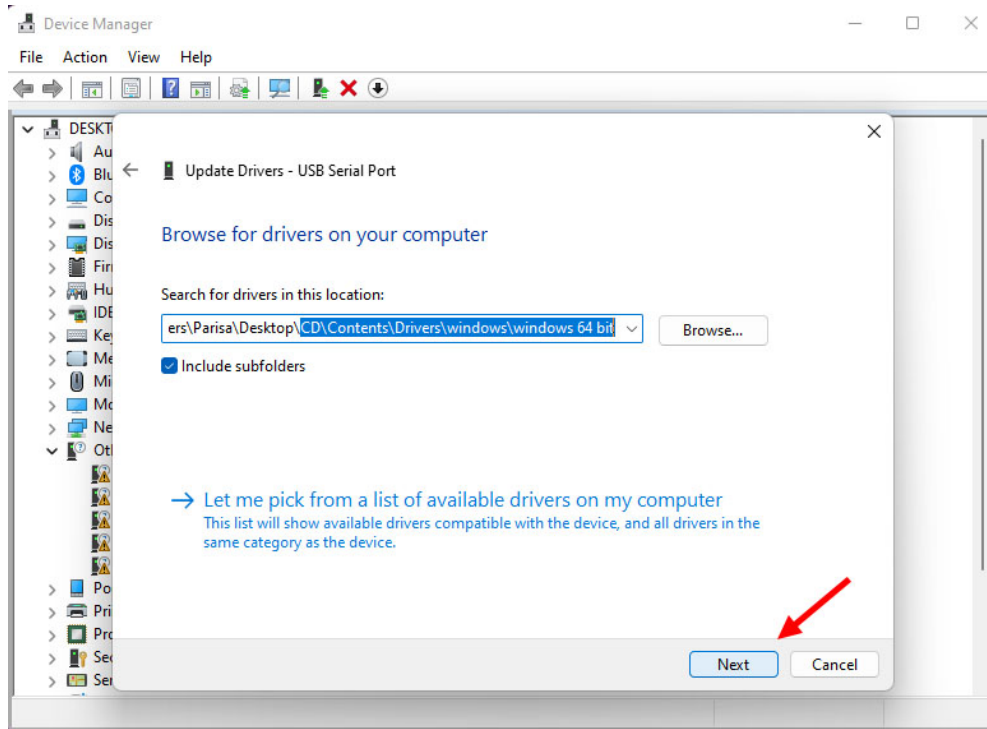 Device Manager
File Action View Help
DESKT
Au
Update Drivers - USB Serial Port
Blu
Co
Dis
Browse for drivers on your computer
Dis
Fir
Hu
Search for drivers in this location:
IDE
ers\Parisa\Desktop\CD\Contents\Drivers\windows\windows 64 bit Browse...
Key
Me
Include subfolders
Mi
Mo
Ne
Oth
Let me pick from a list of available drivers on my computer
This list will show available drivers compatible with the device, and all drivers in the
same category as the device.
Po
Pri
Pro
Sec
Next Cancel
Ser